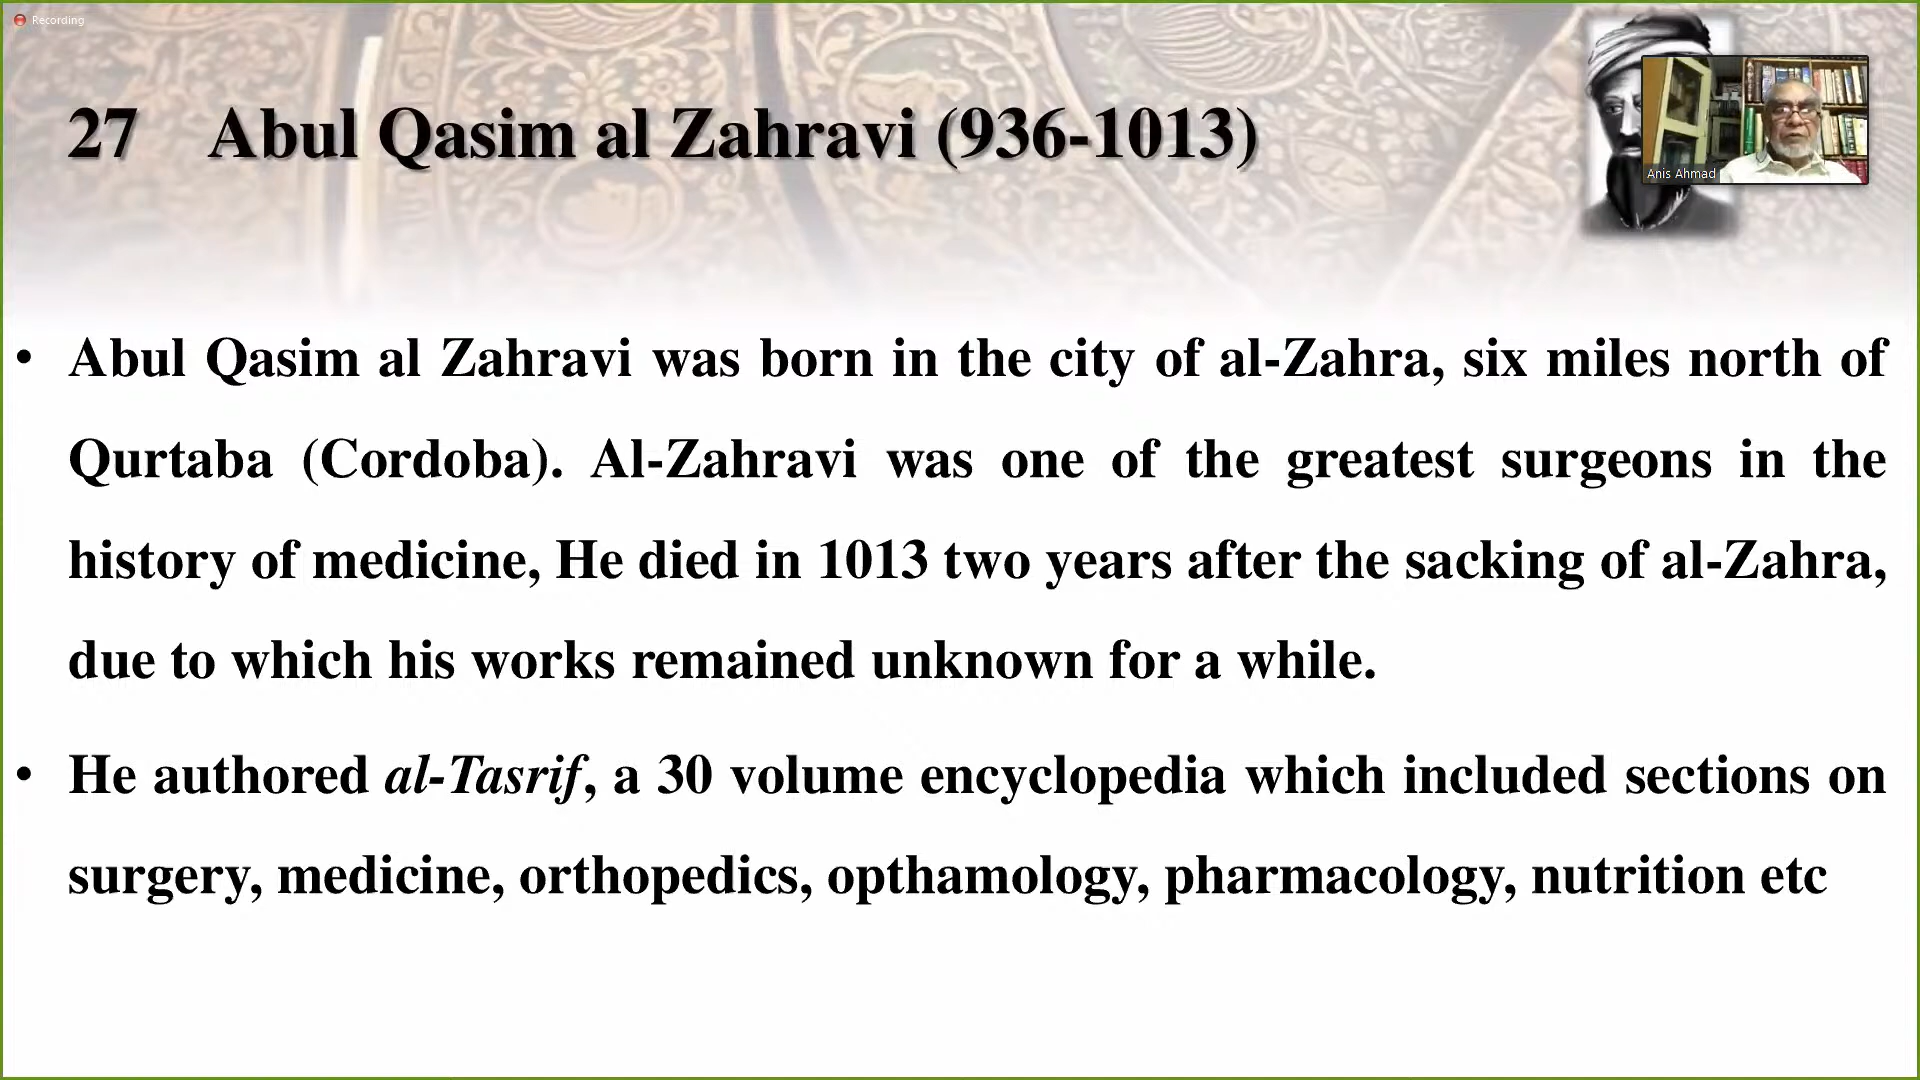 Recording
27 Abul Qasim al Zahravi (936-1013)
Anis Ahmad
• Abul Qasim al Zahravi was born in the city of al-Zahra, six miles north of
Qurtaba (Cordoba). Al-Zahravi was one of the greatest surgeons in the
history of medicine, He died in 1013 two years after the sacking of al-Zahra,
due to which his works remained unknown for a while.
• He authored al-Tasrif, a 30 volume encyclopedia which included sections on
surgery, medicine, orthopedics, opthamology, pharmacology, nutrition etc